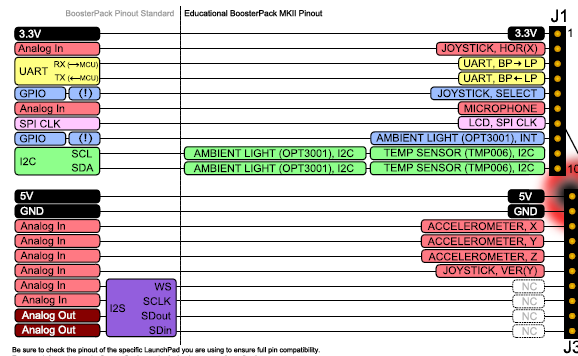 BoosterPack Pinout Standard Educational BoosterPack MKII Pinout
J1
3.3V 3.3V 1
Analog In JOYSTICK, HOR(X)
UART RX (→MCU) UART, BP→LP
TX (←MCU) UART, BP←LP
GPIO (!) JOYSTICK, SELECT
Analog In MICROPHONE
SPI CLK LCD, SPI CLK
GPIO (!) AMBIENT LIGHT (OPT3001), INT
I2C SCL AMBIENT LIGHT (OPT3001), I2C TEMP SENSOR (TMP006), I2C
SDA AMBIENT LIGHT (OPT3001), I2C TEMP SENSOR (TMP006), I2C 10
5V 5V
GND GND
Analog In ACCELEROMETER, X
Analog In ACCELEROMETER, Y
Analog In ACCELEROMETER, Z
Analog In JOYSTICK, VER(Y)
Analog In I2S WS NC
Analog In SCLK NC
Analog Out SDout NC
Analog Out SDin NC
J3
Be sure to check the pinout of the specific LaunchPad you are using to ensure full pin compatibility.